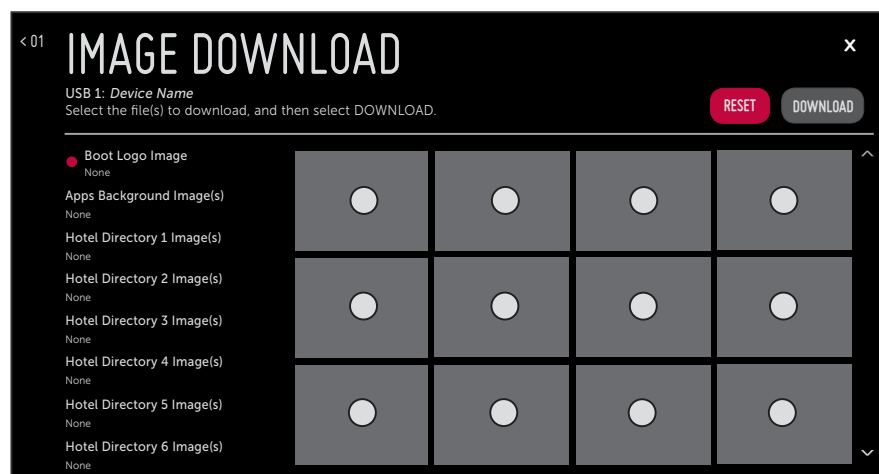 < 01
IMAGE DOWNLOAD
X
USB 1: Device Name
Select the file(s) to download, and then select DOWNLOAD.
RESET
DOWNLOAD
Boot Logo Image
None
Apps Background Image(s)
None
Hotel Directory 1 Image(s)
None
Hotel Directory 2 Image(s)
None
Hotel Directory 3 Image(s)
None
Hotel Directory 4 Image(s)
None
Hotel Directory 5 Image(s)
None
Hotel Directory 6 Image(s)
None